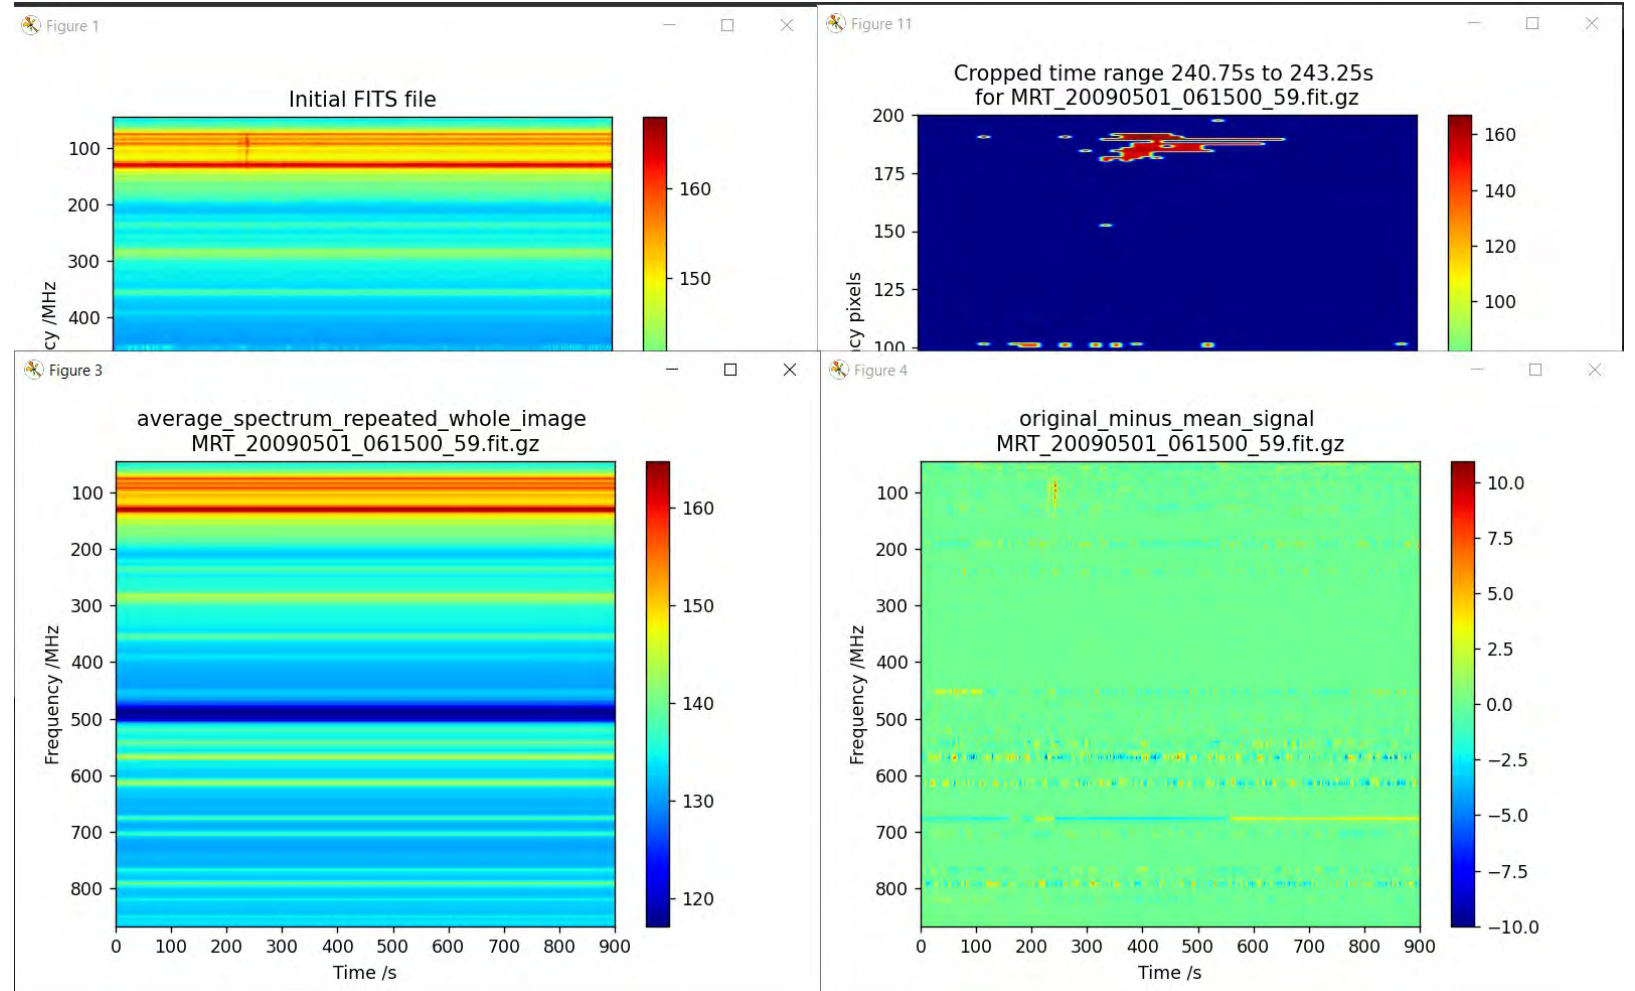 Figure 1
Initial FITS file
100
200
300
400
cy /MHz
160
150
Figure 11
Cropped time range 240.75s to 243.25s
for MRT_20090501_061500_59.fit.gz
200
175
150
125
100
cy pixels
160
140
120
100
Figure 3
average_spectrum_repeated_whole_image
MRT_20090501_061500_59.fit.gz
100
200
300
400
500
600
700
800
Frequency /MHz
0 100 200 300 400 500 600 700 800 900
Time /s
160
150
140
130
120
Figure 4
original_minus_mean_signal
MRT_20090501_061500_59.fit.gz
100
200
300
400
500
600
700
800
Frequency /MHz
0 100 200 300 400 500 600 700 800 900
Time /s
10.0
7.5
5.0
2.5
0.0
−2.5
−5.0
−7.5
−10.0